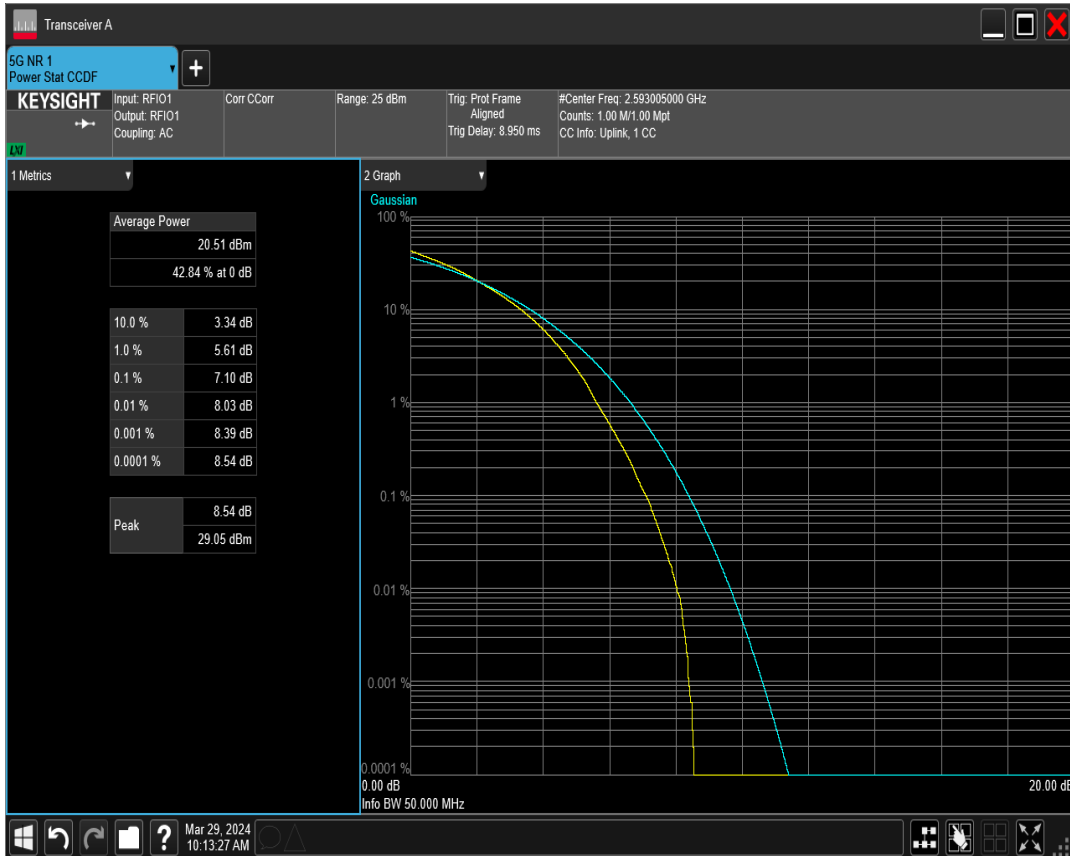 Transceiver A
5G NR 1
Power Stat CCDF
KEYSIGHT
LXI
Input: RFIO1
Output: RFIO1
Coupling: AC
Corr CCorr
Range: 25 dBm
Trig: Prot Frame
Aligned
Trig Delay: 8.950 ms
#Center Freq: 2.593005000 GHz
Counts: 1.00 M/1.00 Mpt
CC Info: Uplink, 1 CC
1 Metrics
Average Power
20.51 dBm
42.84 % at 0 dB
10.0 % 3.34 dB
1.0 % 5.61 dB
0.1 % 7.10 dB
0.01 % 8.03 dB
0.001 % 8.39 dB
0.0001 % 8.54 dB
Peak
8.54 dB
29.05 dBm
2 Graph
Gaussian
100 %
10 %
1 %
0.1 %
0.01 %
0.001 %
0.0001 %
0.00 dB
20.00 dB
Info BW 50.000 MHz
?
Mar 29, 2024
10:13:27 AM